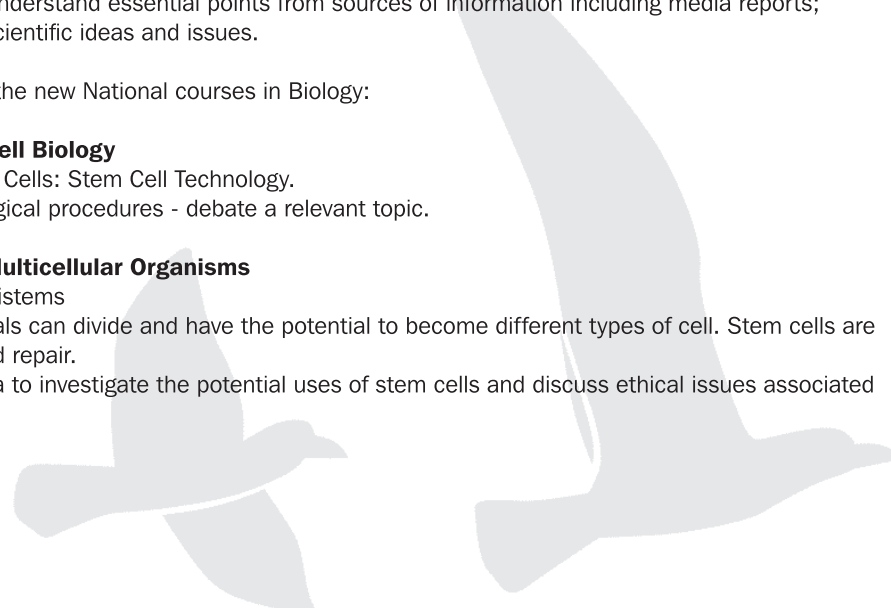 understand essential points from sources of information including media reports;
cientific ideas and issues.
the new National courses in Biology:
ell Biology
Cells: Stem Cell Technology.
gical procedures - debate a relevant topic.
Multicellular Organisms
istems
als can divide and have the potential to become different types of cell. Stem cells are
d repair.
a to investigate the potential uses of stem cells and discuss ethical issues associated